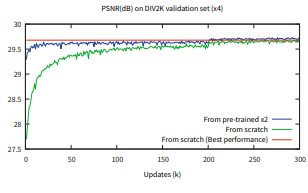 PSNR(dB) on DIV2K validation set (x4)
30
29.5
29
28.5
28
27.5
From pre-trained x2
From scratch
From scratch (Best performance)
0 50 100 150 200 250 300
Updates (k)